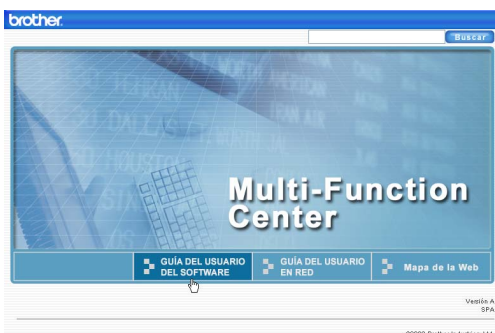 brother.
Buscar
Multi-Function
Center
GUÍA DEL USUARIO
DEL SOFTWARE
GUÍA DEL USUARIO
EN RED
Mapa de la Web
Versión A
SPA